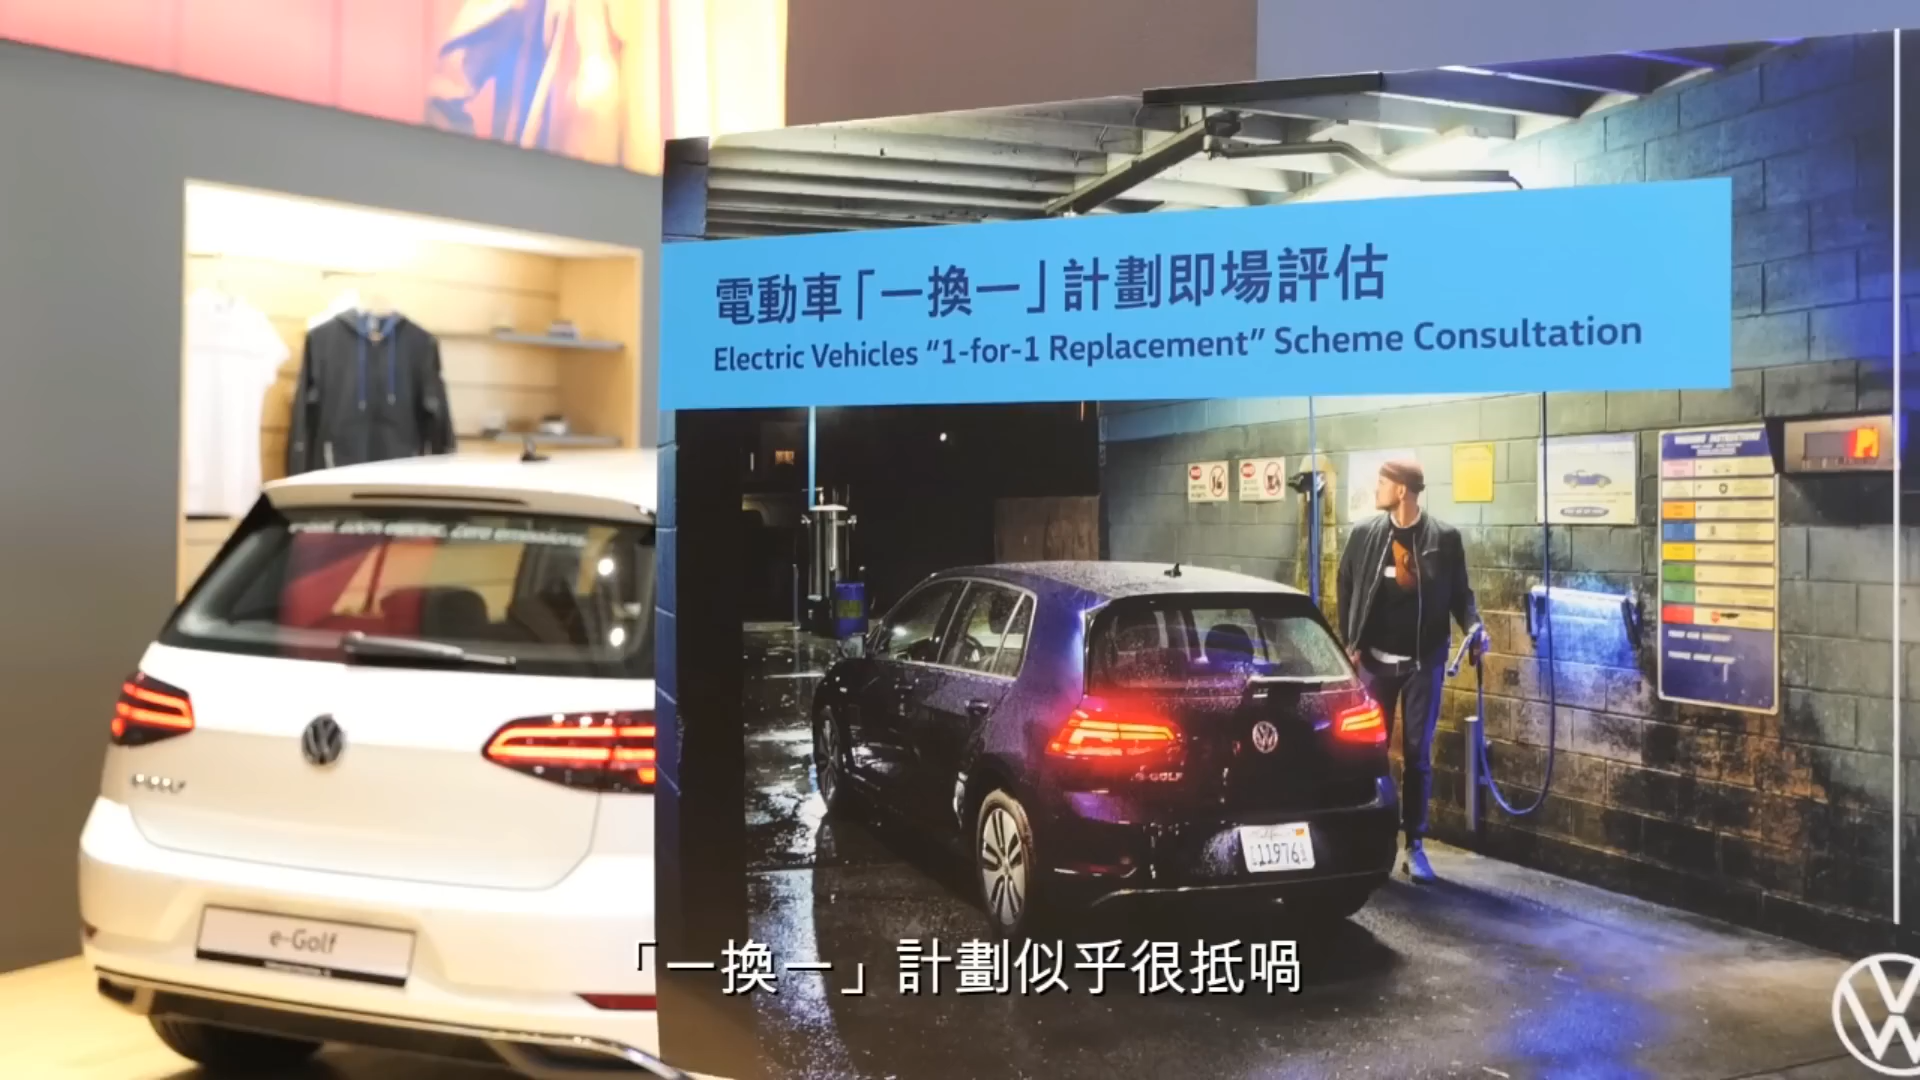 電動車「一換一」計劃即場評估
Electric Vehicles “1-for-1 Replacement” Scheme Consultation
e-Golf
11976
「一換一」計劃似乎很抵喎